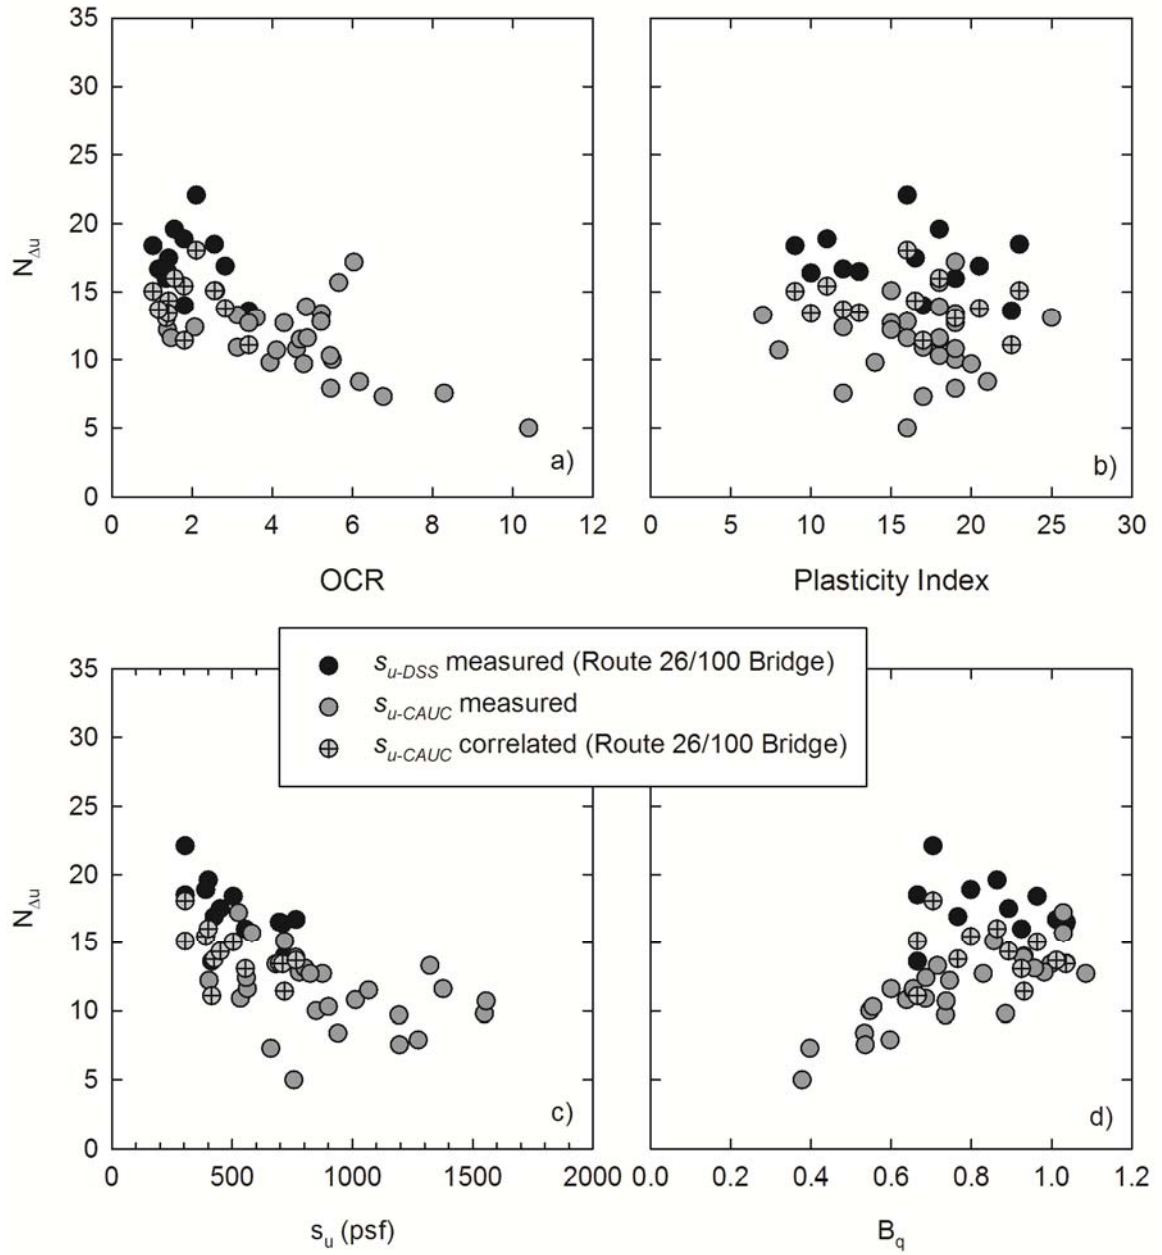 35
30
25
20
15
10
5
0
N∆u
a)
0 2 4 6 8 10 12
OCR
b)
0 5 10 15 20 25 30
Plasticity Index
su-DSS measured (Route 26/100 Bridge)
su-CAUC measured
su-CAUC correlated (Route 26/100 Bridge)
35
30
25
20
15
10
5
0
N∆u
c)
0 500 1000 1500 2000
su (psf)
d)
0.0 0.2 0.4 0.6 0.8 1.0 1.2
Bq